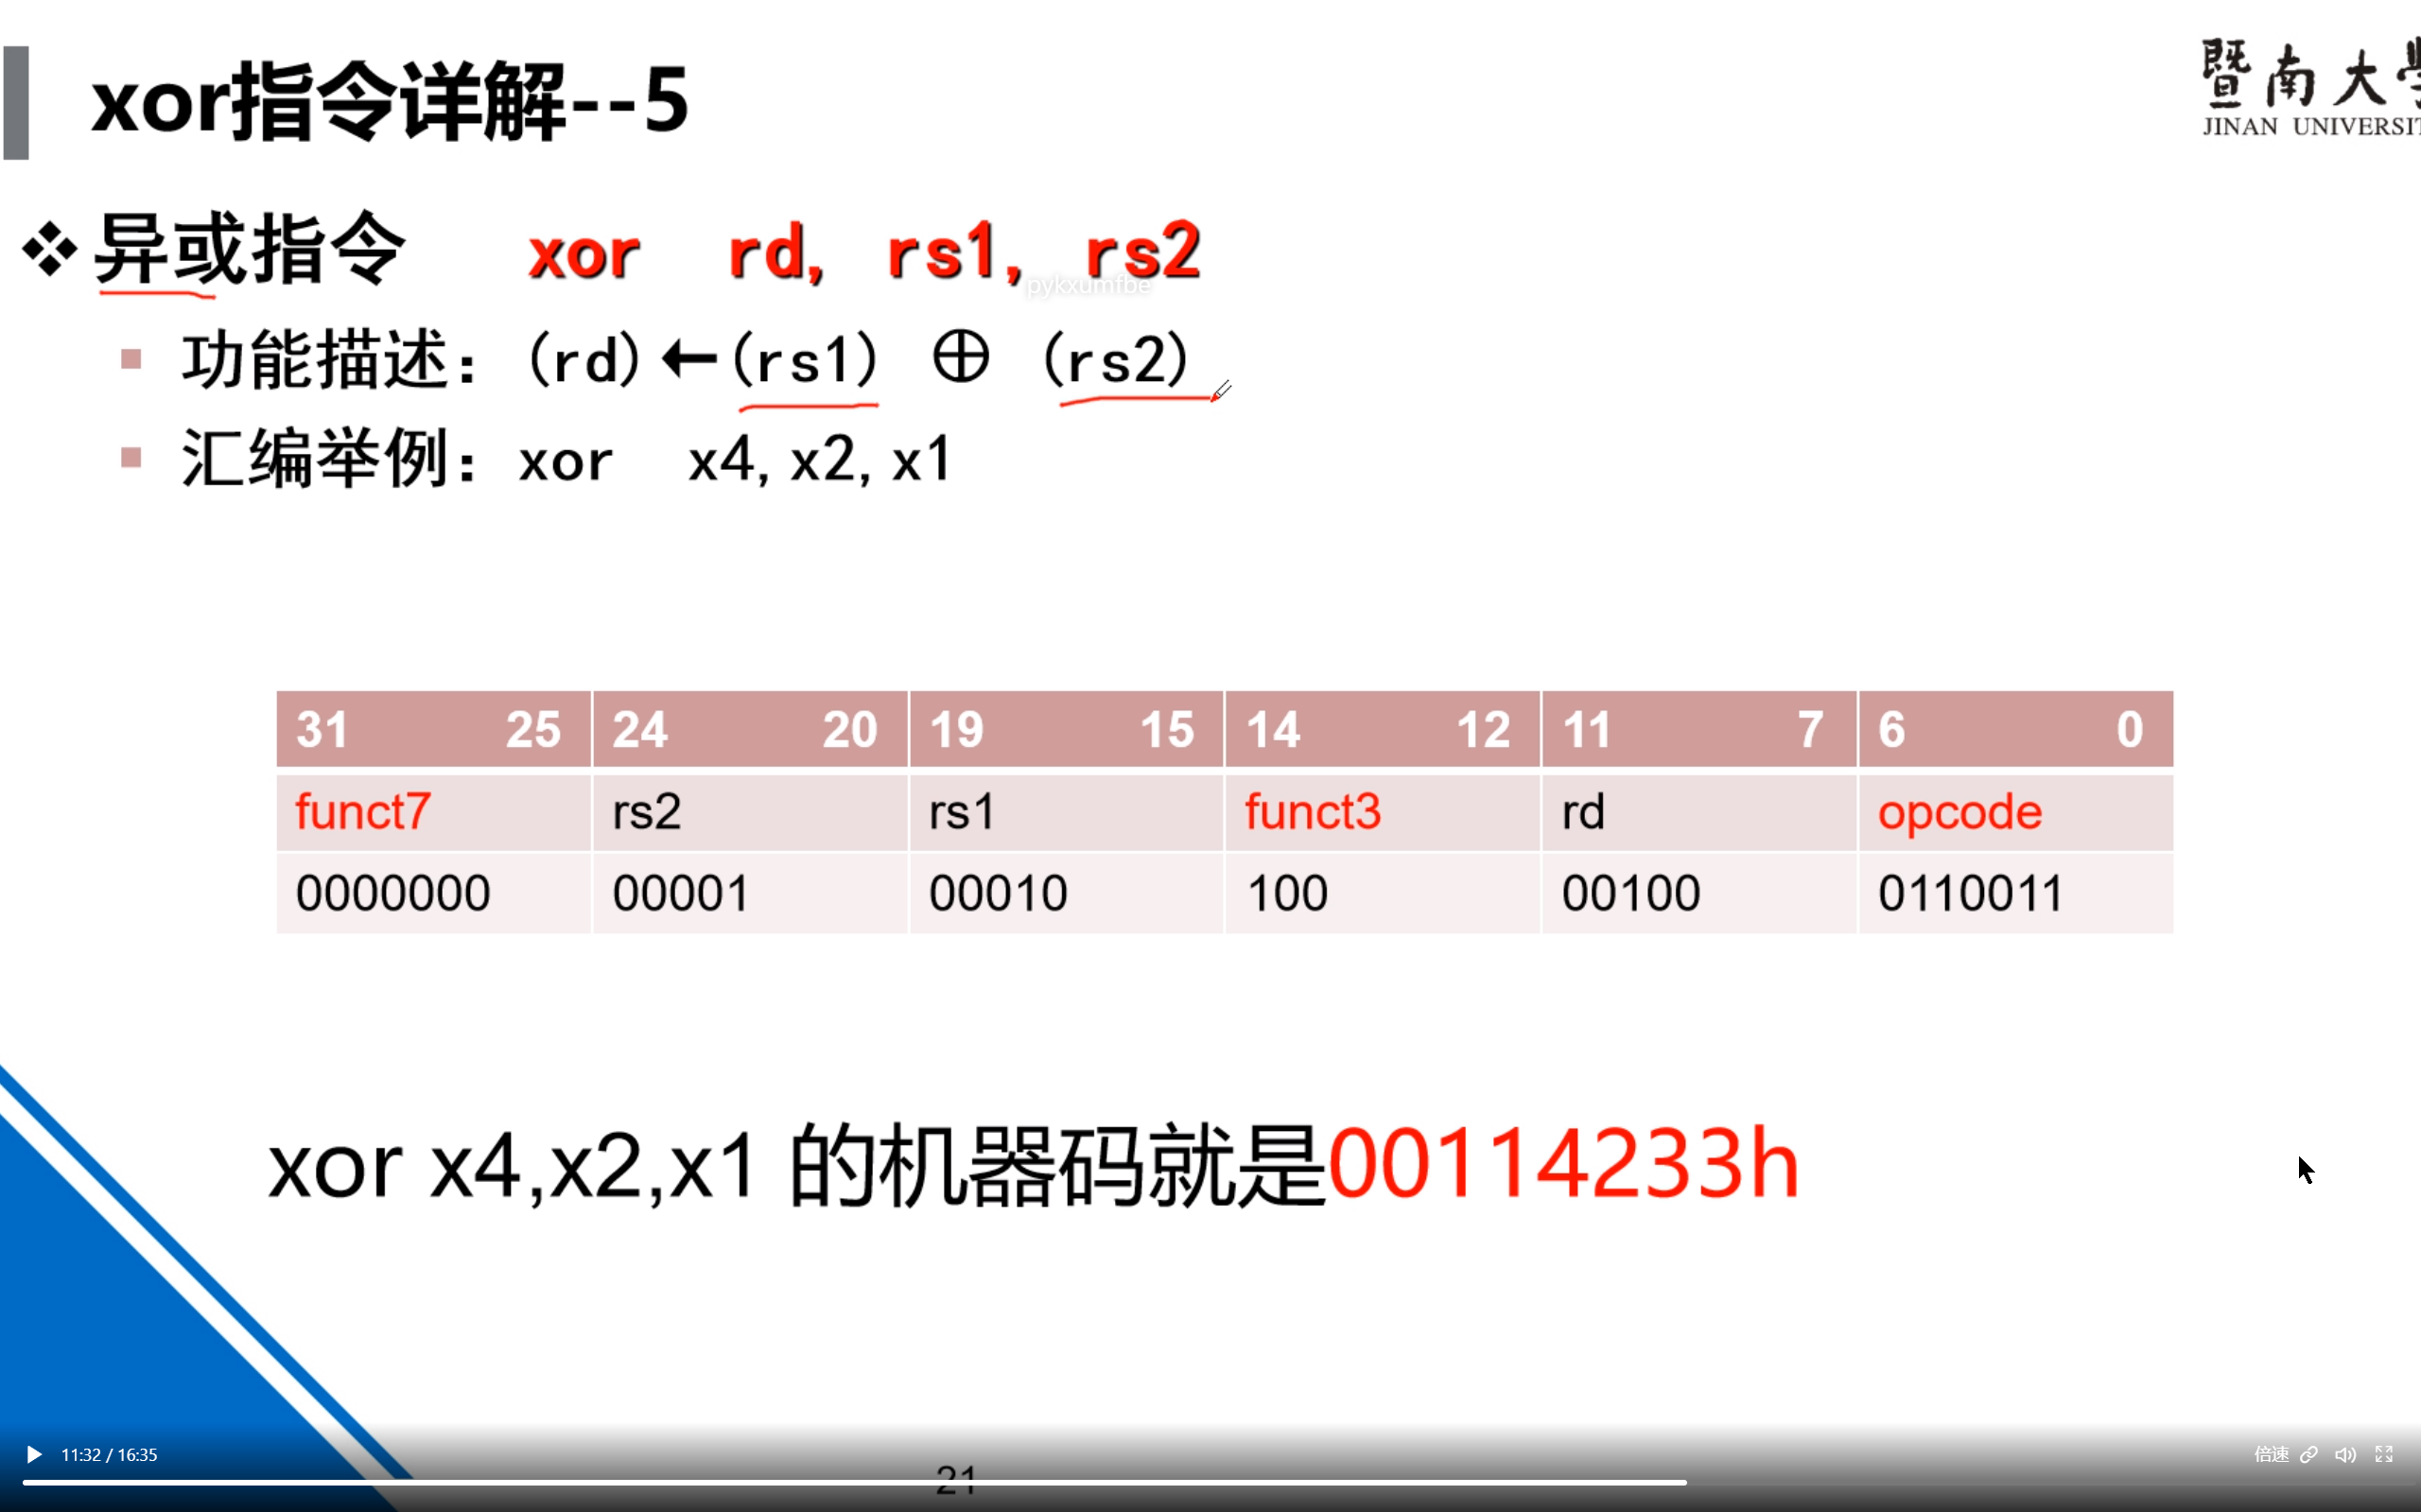 xor指令详解--5
暨南大
JINAN UNIVERSIT
异或指令 xor rd, rs1, rs2
pykxumfbe
功能描述: (rd)←(rs1) ⊕ (rs2)
汇编举例: xor x4, x2, x1
31 25 24 20 19 15 14 12 11 7 6 0
funct7 rs2 rs1 funct3 rd opcode
0000000 00001 00010 100 00100 0110011
xor x4,x2,x1 的机器码就是00114233h
11:32 / 16:35
倍速
21